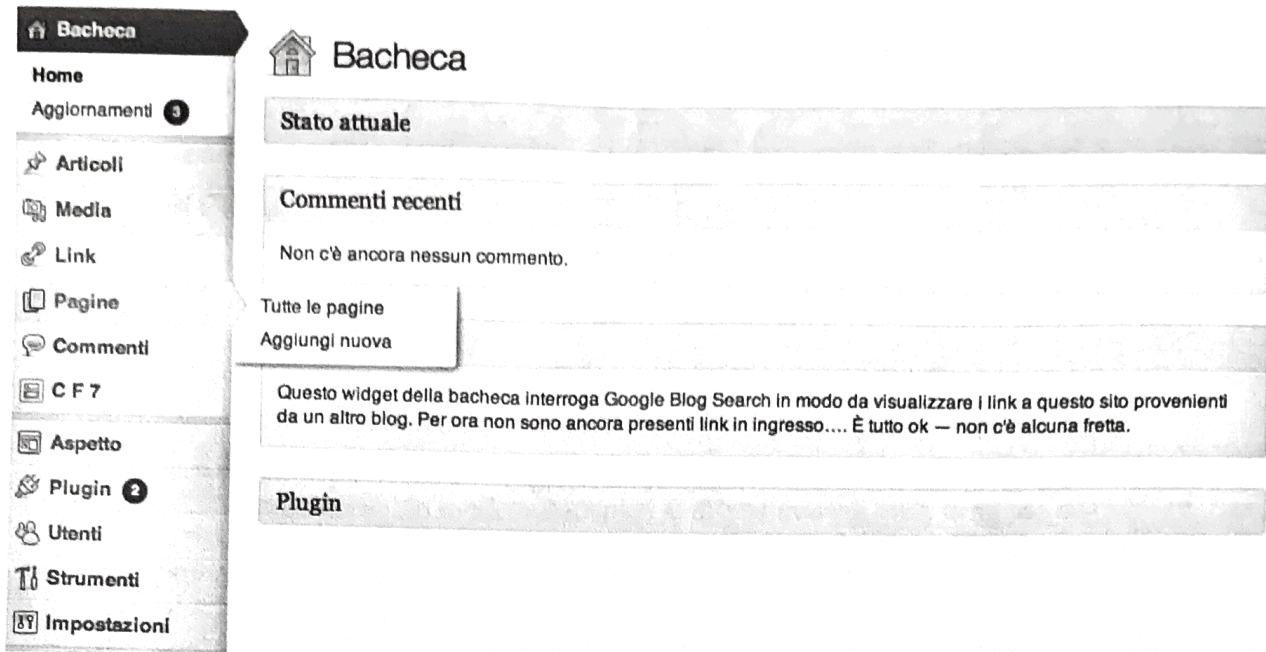 Bacheca
Home
Aggiornamenti 3
Articoli
Media
Link
Pagine
Commenti
C F 7
Aspetto
Plugin 2
Utenti
Strumenti
Impostazioni
Bacheca
Stato attuale
Commenti recenti
Non c'è ancora nessun commento.
Tutte le pagine
Aggiungi nuova
Questo widget della bacheca interroga Google Blog Search in modo da visualizzare i link a questo sito provenienti
da un altro blog. Per ora non sono ancora presenti link in ingresso.... È tutto ok — non c'è alcuna fretta.
Plugin